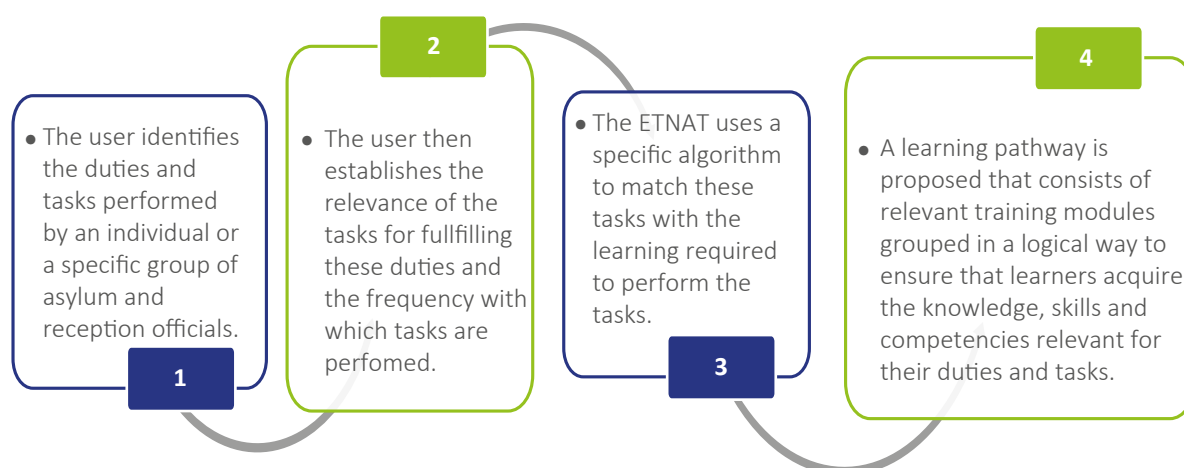 • The user identifies
the duties and
tasks performed
by an individual or
a specific group of
asylum and
reception officials.
1
2
• The user then
establishes the
relevance of the
tasks for fullfilling
these duties and
the frequency with
which tasks are
perfomed.
• The ETNAT uses a
specific algorithm
to match these
tasks with the
learning required
to perform the
tasks.
3
4
• A learning pathway is
proposed that consists of
relevant training modules
grouped in a logical way to
ensure that learners acquire
the knowledge, skills and
competencies relevant for
their duties and tasks.